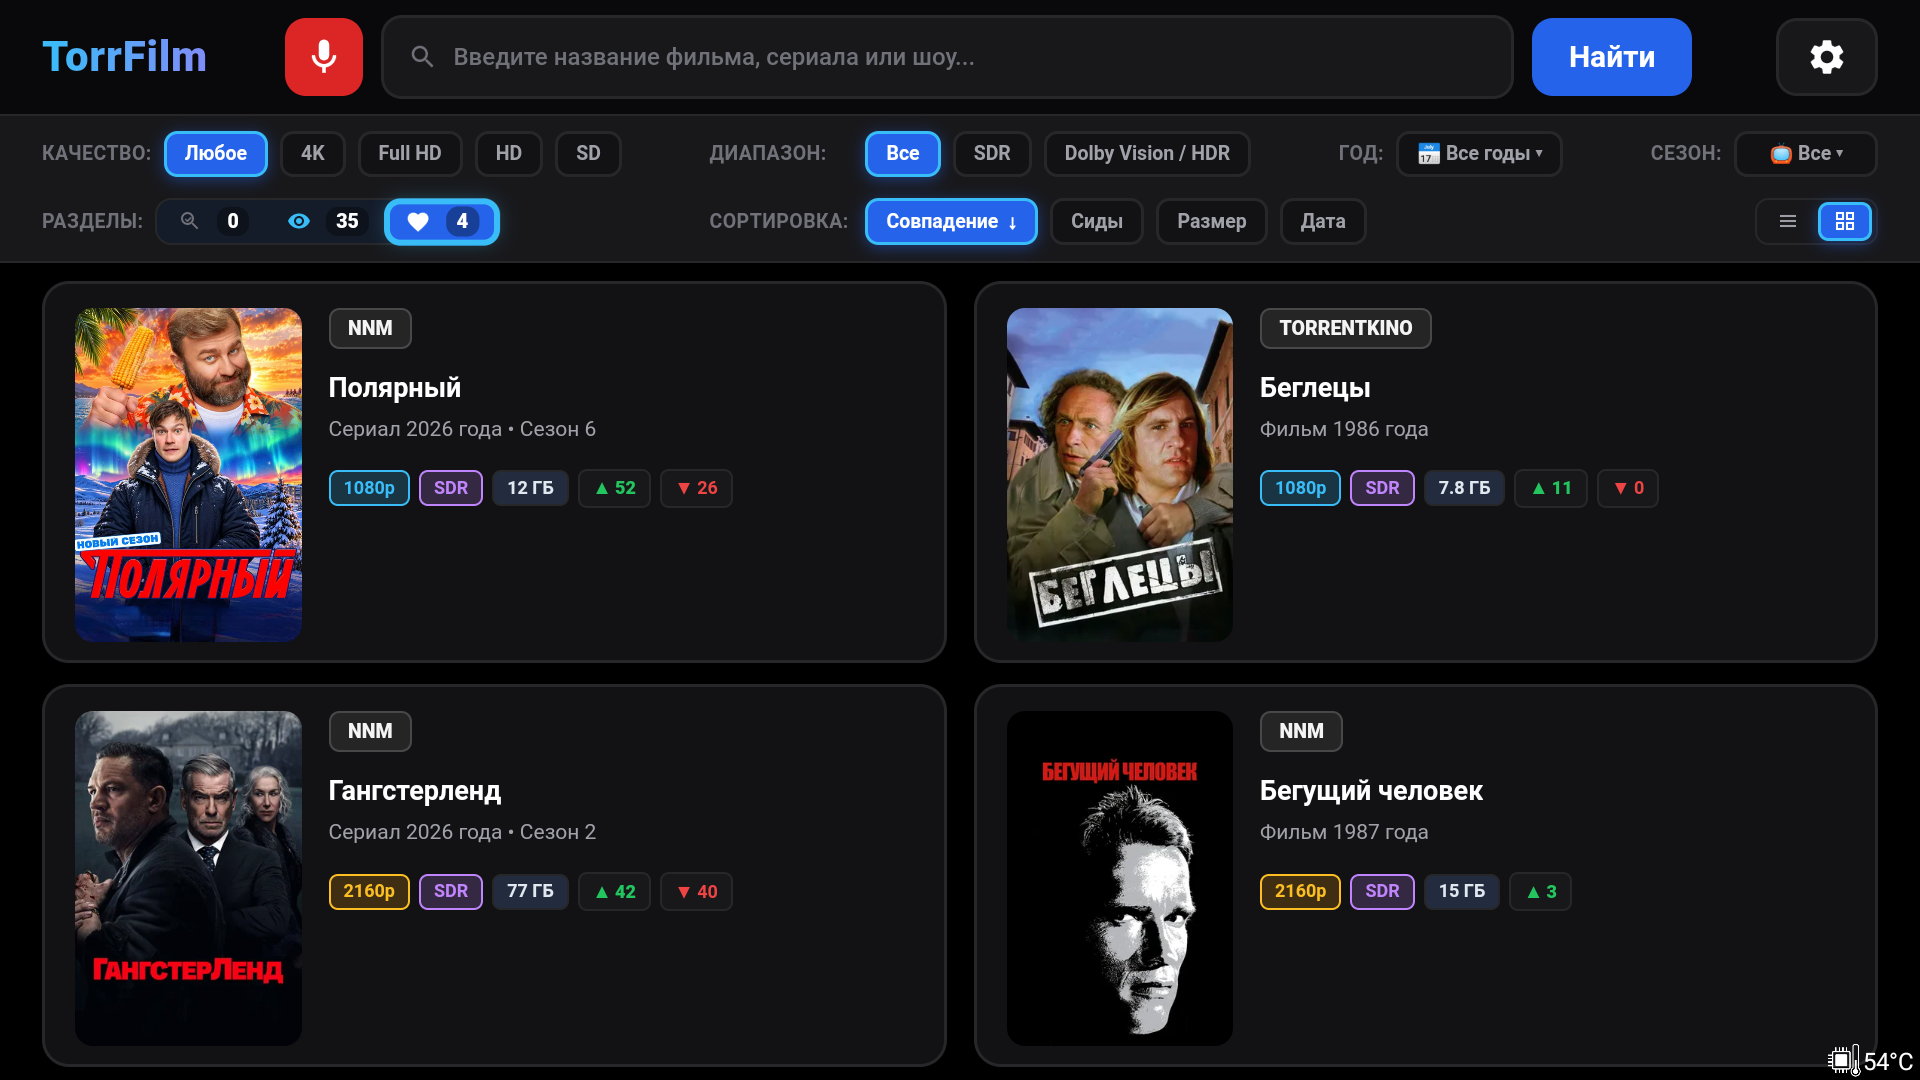 TorrFilm
Введите название фильма, сериала или шоу...
Найти
КАЧЕСТВО: Любое 4K Full HD HD SD
ДИАПАЗОН: Все SDR Dolby Vision / HDR
ГОД: Все годы ▾
СЕЗОН: Все ▾
РАЗДЕЛЫ: 0 35 4
СОРТИРОВКА: Совпадение ↓ Сиды Размер Дата
НОВЫЙ СЕЗОН
ПОЛЯРНЫЙ
NNM
Полярный
Сериал 2026 года • Сезон 6
1080p SDR 12 ГБ ▲ 52 ▼ 26
БЕГЛЕЦЫ
TORRENTKINO
Беглецы
Фильм 1986 года
1080p SDR 7.8 ГБ ▲ 11 ▼ 0
ГАНГСТЕРЛЕНД
NNM
Гангстерленд
Сериал 2026 года • Сезон 2
2160p SDR 77 ГБ ▲ 42 ▼ 40
БЕГУЩИЙ ЧЕЛОВЕК
NNM
Бегущий человек
Фильм 1987 года
2160p SDR 15 ГБ ▲ 3
54°C